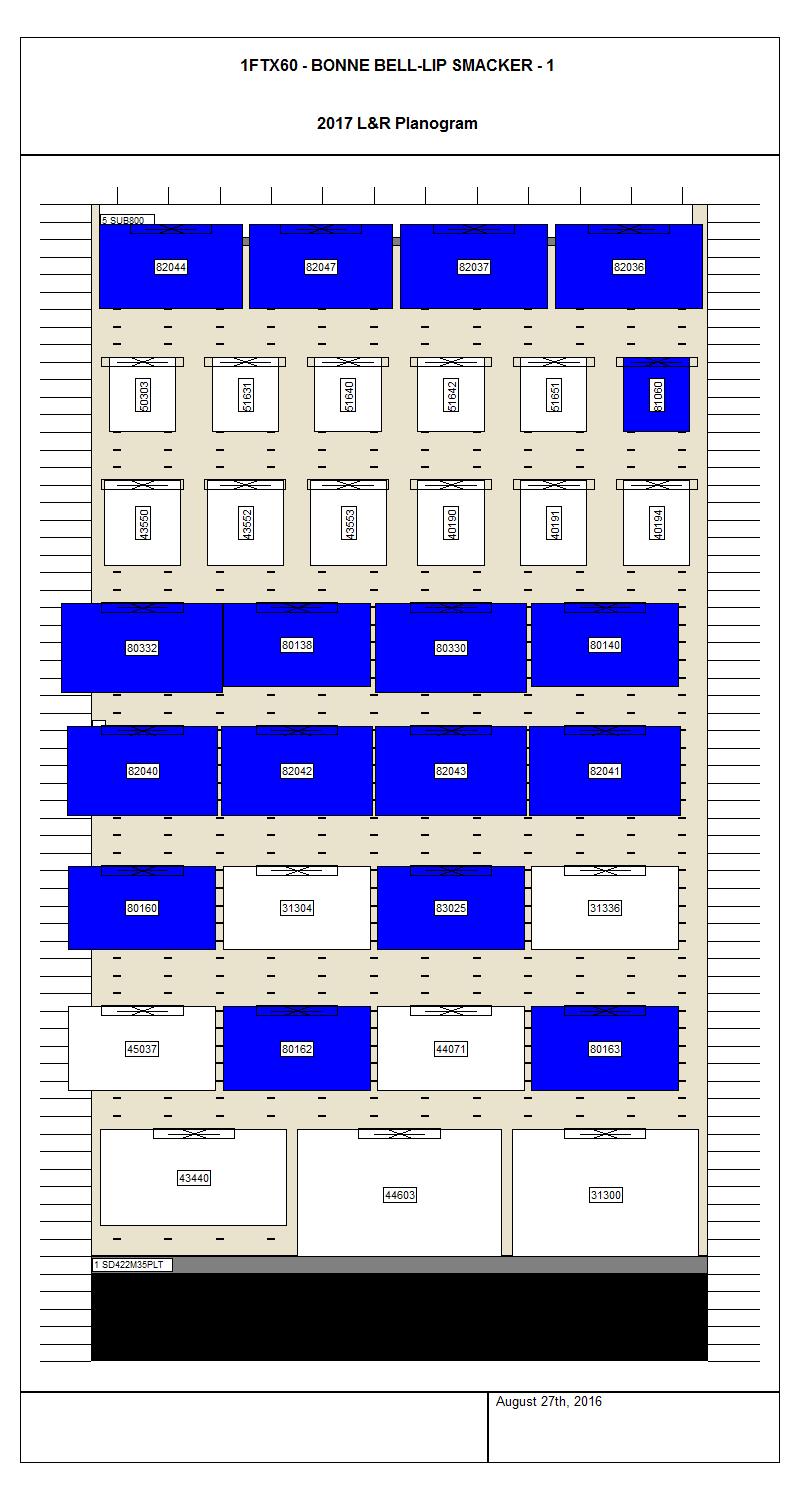 1FTX60 - BONNE BELL-LIP SMACKER - 1
2017 L&R Planogram
5 SUB800
82044 82047 82037 82036
50303 51631 51640 51642 51651 81060
43550 43552 43553 40190 40191 40194
80332 80138 80330 80140
82040 82042 82043 82041
80160 31304 83025 31336
45037 80162 44071 80163
43440 44603 31300
1 SD422M35PLT
August 27th, 2016